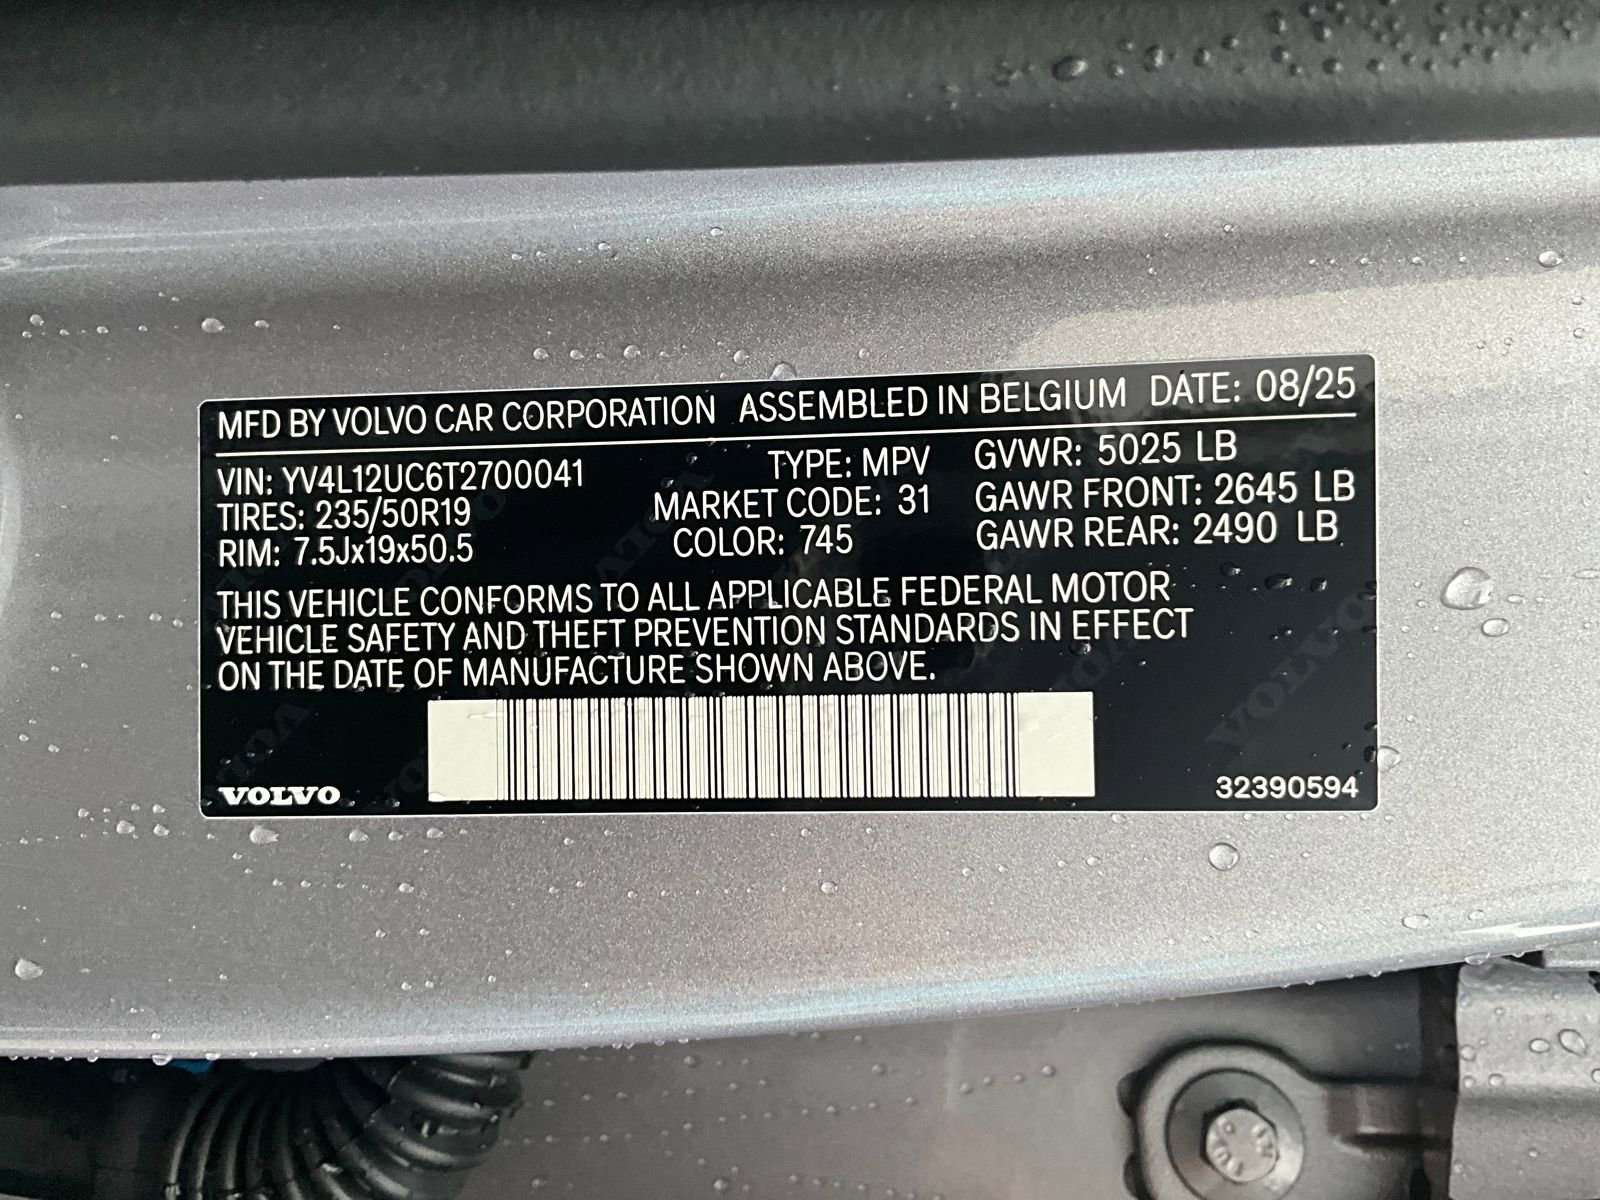 MFD BY VOLVO CAR CORPORATION ASSEMBLED IN BELGIUM DATE: 08/25
VIN: YV4L12UC6T2700041 TYPE: MPV GVWR: 5025 LB
TIRES: 235/50R19 MARKET CODE: 31 GAWR FRONT: 2645 LB
RIM: 7.5Jx19x50.5 COLOR: 745 GAWR REAR: 2490 LB
THIS VEHICLE CONFORMS TO ALL APPLICABLE FEDERAL MOTOR
VEHICLE SAFETY AND THEFT PREVENTION STANDARDS IN EFFECT
ON THE DATE OF MANUFACTURE SHOWN ABOVE.
VOLVO 32390594